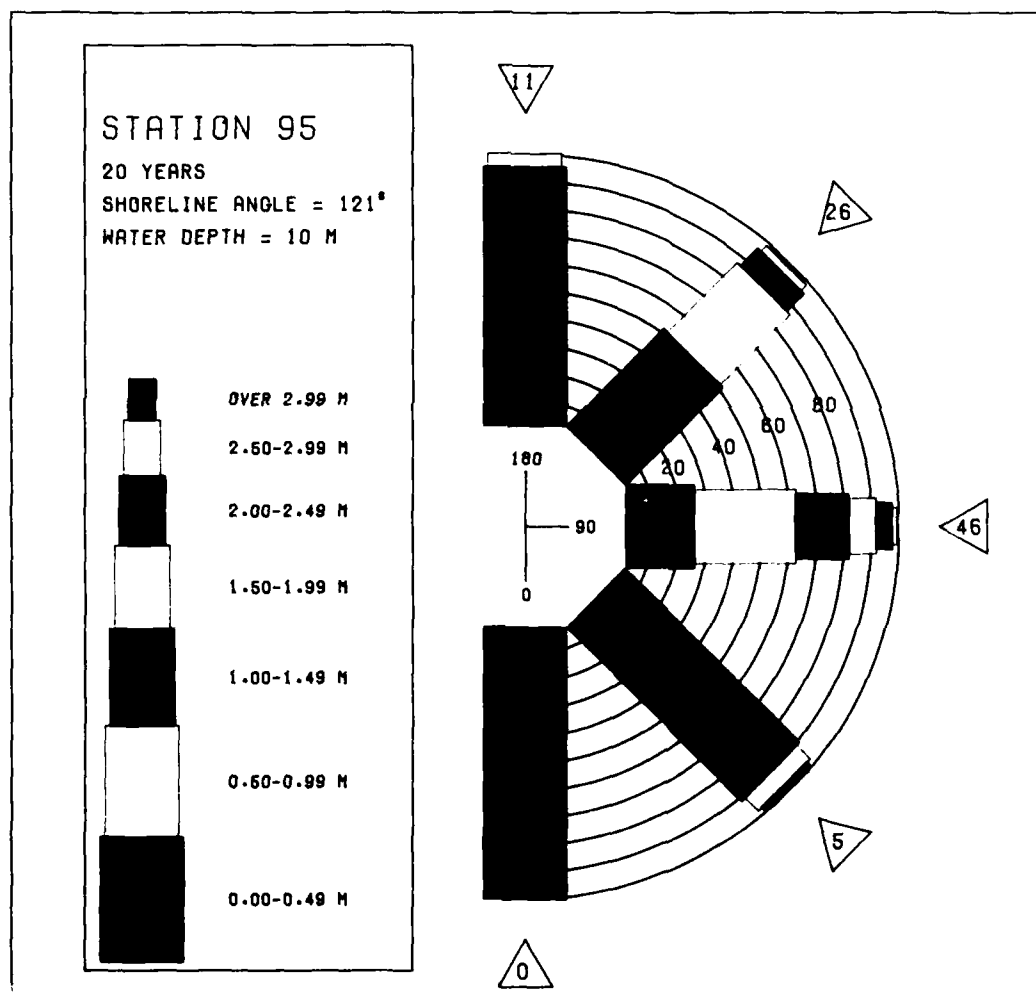 STATION 95
20 YEARS
SHORELINE ANGLE = 121°
WATER DEPTH = 10 M
OVER 2.99 M
2.50-2.99 M
2.00-2.49 M
1.50-1.99 M
1.00-1.49 M
0.50-0.99 M
0.00-0.49 M
11
26
80
60
40
20
180
90
0
46
5
0